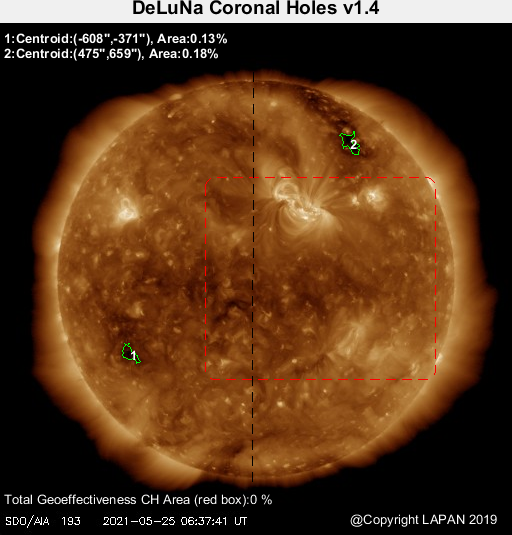 DeLuNa Coronal Holes v1.4
1:Centroid:(-608",-371"), Area:0.13%
2:Centroid:(475",659"), Area:0.18%
2
1
Total Geoeffectiveness CH Area (red box):0 %
SDO/AIA 193 2021-05-25 06:37:41 UT
@Copyright LAPAN 2019